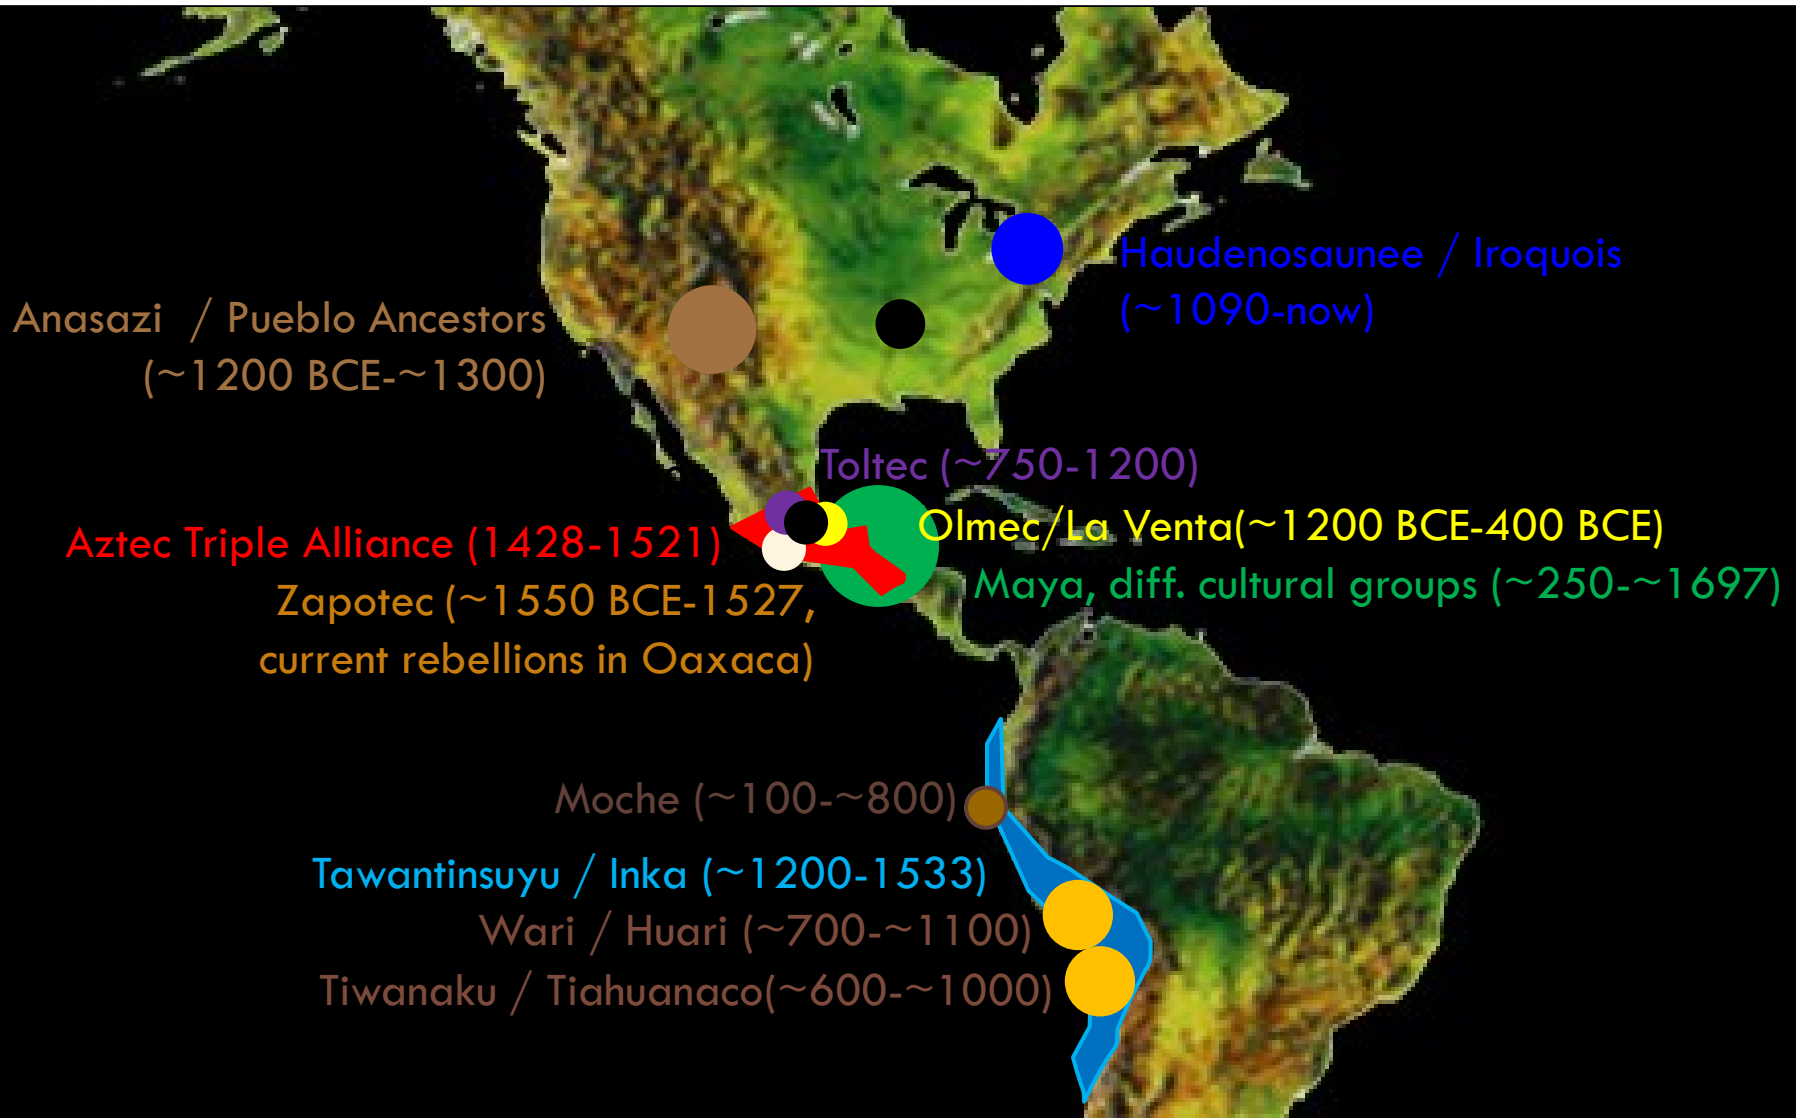 Haudenosaunee / Iroquois
(~1090-now)
Anasazi  / Pueblo Ancestors
(~1200 BCE-~1300)
Toltec (~750-1200)
Olmec/La Venta(~1200 BCE-400 BCE)
Aztec Triple Alliance (1428-1521)
Maya, diff. cultural groups (~250-~1697)
Zapotec (~1550 BCE-1527,
current rebellions in Oaxaca)
Moche (~100-~800)
Tawantinsuyu / Inka (~1200-1533)
Wari / Huari (~700-~1100)
Tiwanaku / Tiahuanaco(~600-~1000)